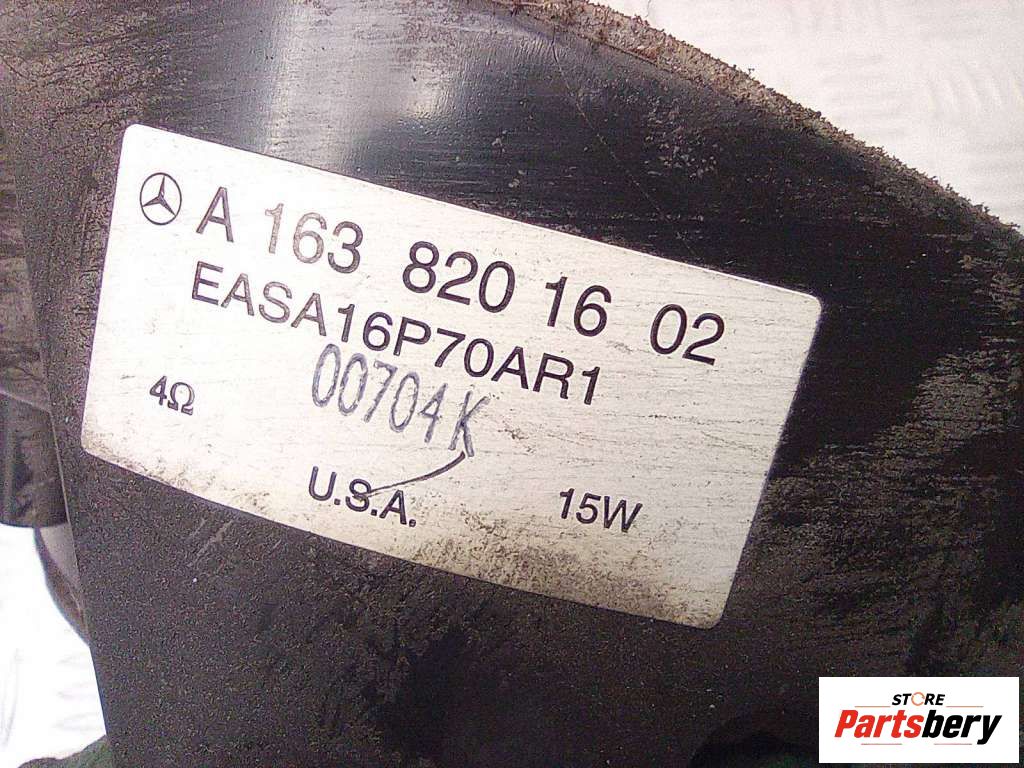 A 163 820 16 02
EASA16P70AR1
00704K
4Ω
U.S.A.
15W
STORE
Partsbery